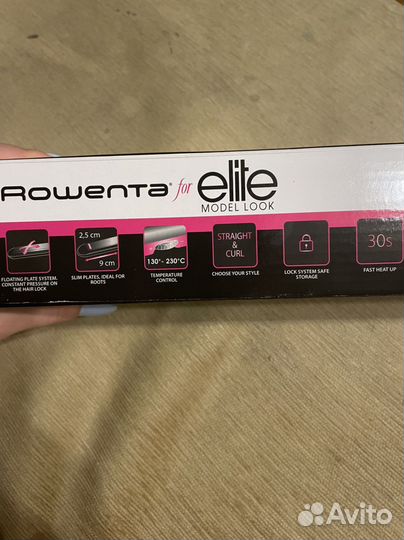 Rowenta® for elite
MODEL LOOK
FLOATING PLATE SYSTEM.
CONSTANT PRESSURE ON
THE HAIR LOCK
2,5 cm
9 cm
SLIM PLATES, IDEAL FOR
ROOTS
130°- 230°C
TEMPERATURE
CONTROL
STRAIGHT
&
CURL
CHOOSE YOUR STYLE
LOCK SYSTEM SAFE
STORAGE
30s
FAST HEAT UP
Avito